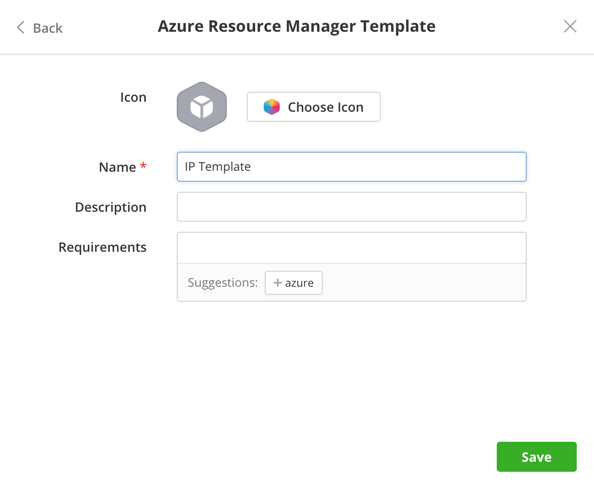 Back
Azure Resource Manager Template
Icon
Choose Icon
Name *
IP Template
Description
Requirements
Suggestions: + azure
Save